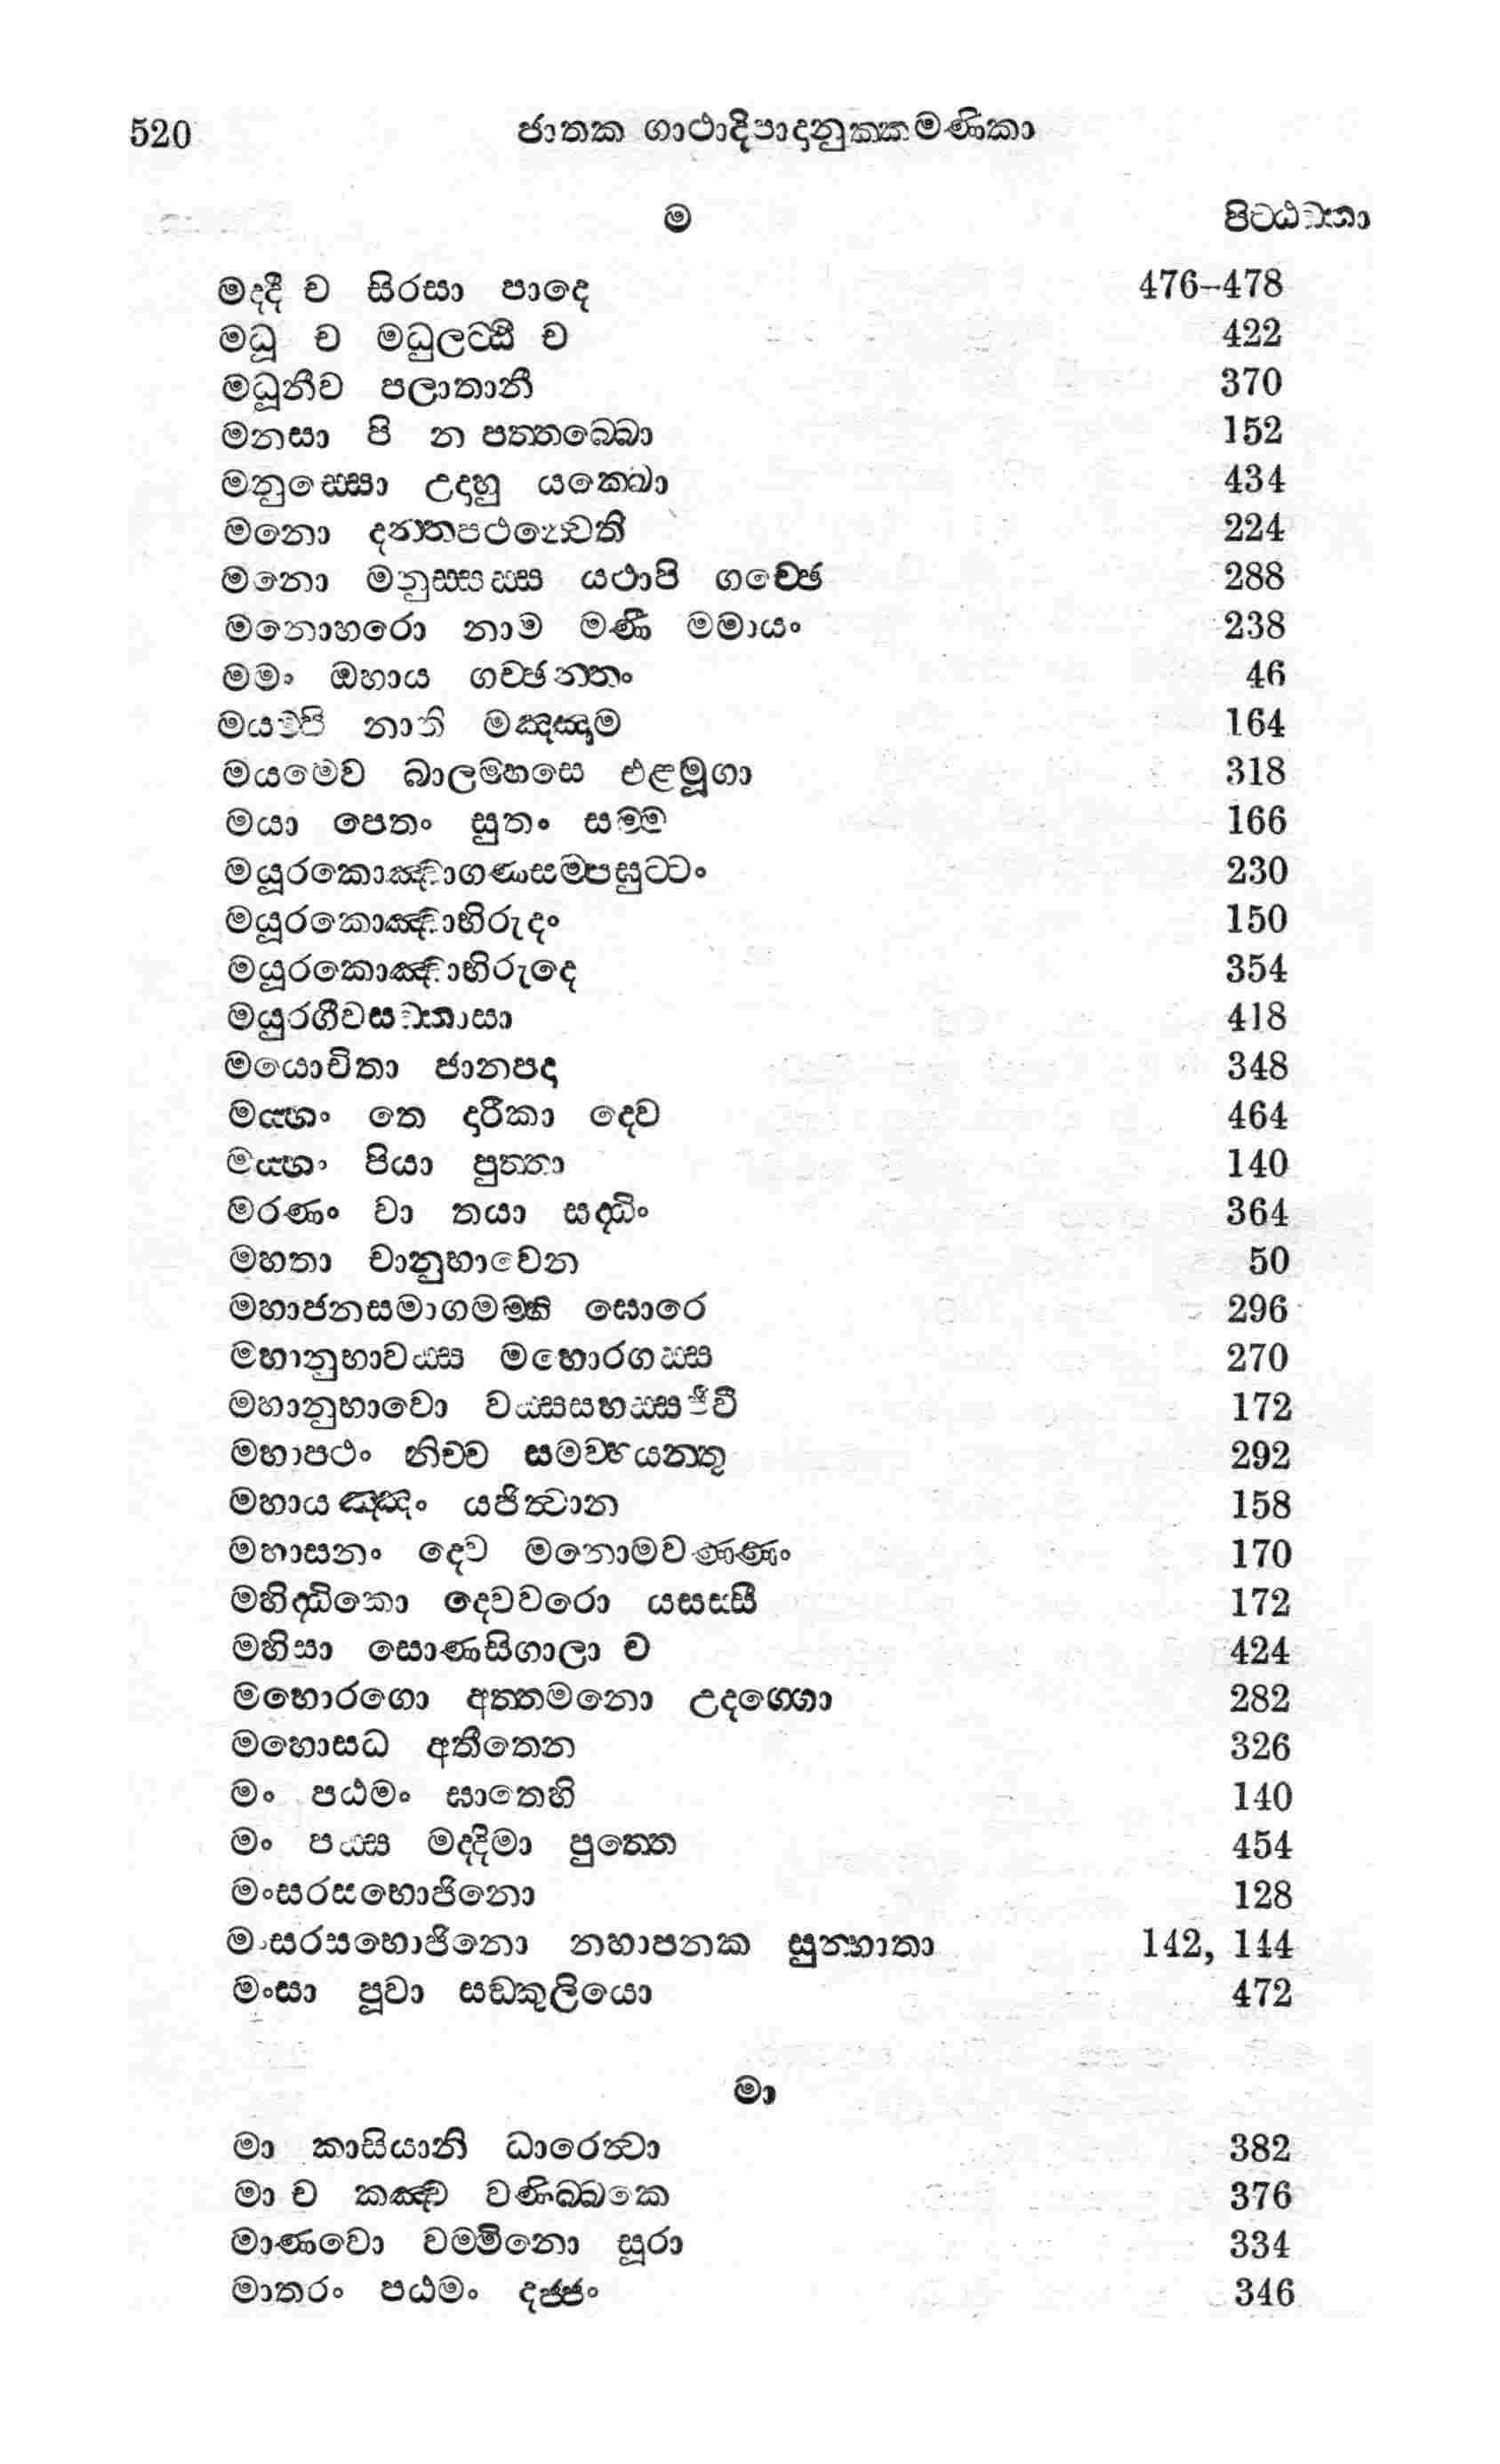 520 ජාතක ගාථාදිපාදානුක්කමණිකා
ම පිට්ඨඞ්කා
මද්දී ච සිරසා පාදෙ 476–478
මධූ ච මධුලට්ඨී ච 422
මධූනීව පලාතානී 370
මනසා පි න පත්තබ්බො 152
මනුස්සො උදාහු යක්ඛො 434
මනො දන්තපථය්‍යෙවති 224
මනො මනුස්සස්ස යථාපි ගච්ඡෙ 288
මනොහරො නාම මණී මමායං 238
මමං ඔහාය ගච්ඡන්තං 46
මයම්පි නාති මඤ්ඤාම 164
මයමෙව බාලම්හසෙ එළමූගා 318
මයා පෙතං සුතං සම්ම 166
මයූරකොඤ්චාගණසම්පඝුට්ටං 230
මයූරකොඤ්චාභිරුදං 150
මයූරකොඤ්චාභිරුදෙ 354
මයුරගීවසඞ්කාසා 418
මයොචිතා ජානපදා 348
මය්හං තෙ දාරිකා දෙව 464
මය්හං පියා පුත්තා 140
මරණං වා තයා සද්ධිං 364
මහතා චානුභාවෙන 50
මහාජනසමාගමම්හි ඝොරෙ 296
මහානුභාවස්ස මහොරගස්ස 270
මහානුභාවො වස්සසහස්සජීවී 172
මහාපථං නිච්ච සමව්හයන්තු 292
මහායඤ්ඤං යජිත්‍වාන 158
මහාසනං දෙව මනොමවණ්ණං 170
මහිද්ධිකො දෙවවරො යසස්සී 172
මහිසා සොණසිගාලා ච 424
මහොරගො අත්තමනො උදග්ගො 282
මහොසධ අතීතෙන 326
මං පඨමං ඝාතෙහි 140
මං පස්ස මද්දිමා පුත්තෙ 454
මංසරසභොජිනො 128
මංසරසභොජිනො නහාපනක සුන්හාතා 142, 144
මංසා පූවා සඞ්කුලියො 472
මා
මා කාසියානි ධාරෙත්‍වා 382
මා ච කඤ්චි වණිබ්බකෙ 376
මාණවො වම්මිනො සූරා 334
මාතරං පඨමං දජ්ජං 346